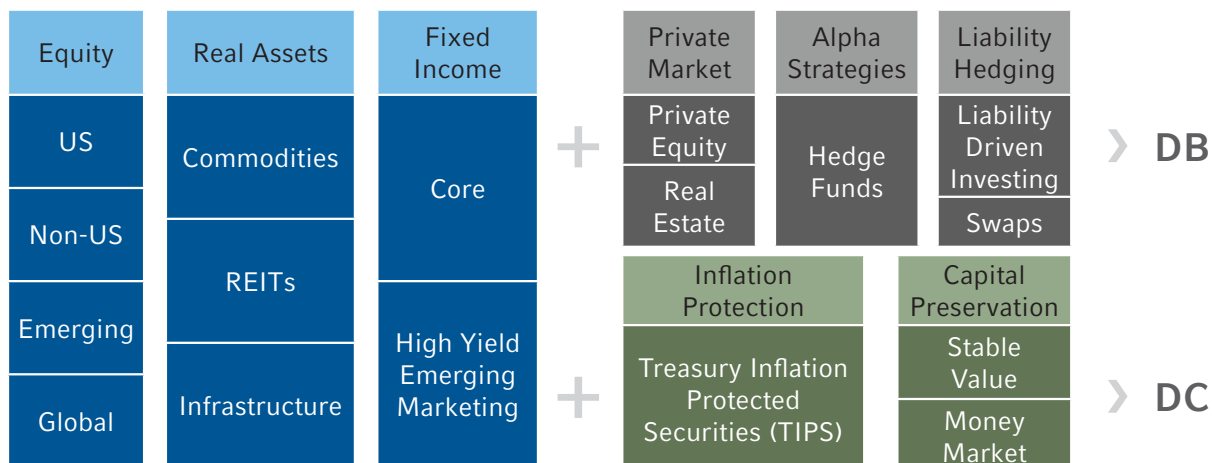 Equity
US
Non-US
Emerging
Global
Real Assets
Commodities
REITs
Infrastructure
Fixed
Income
Core
High Yield
Emerging
Marketing
+
Private
Market
Private
Equity
Real
Estate
Alpha
Strategies
Hedge
Funds
Liability
Hedging
Liability
Driven
Investing
Swaps
DB
+
Inflation
Protection
Treasury Inflation
Protected
Securities (TIPS)
Capital
Preservation
Stable
Value
Money
Market
DC